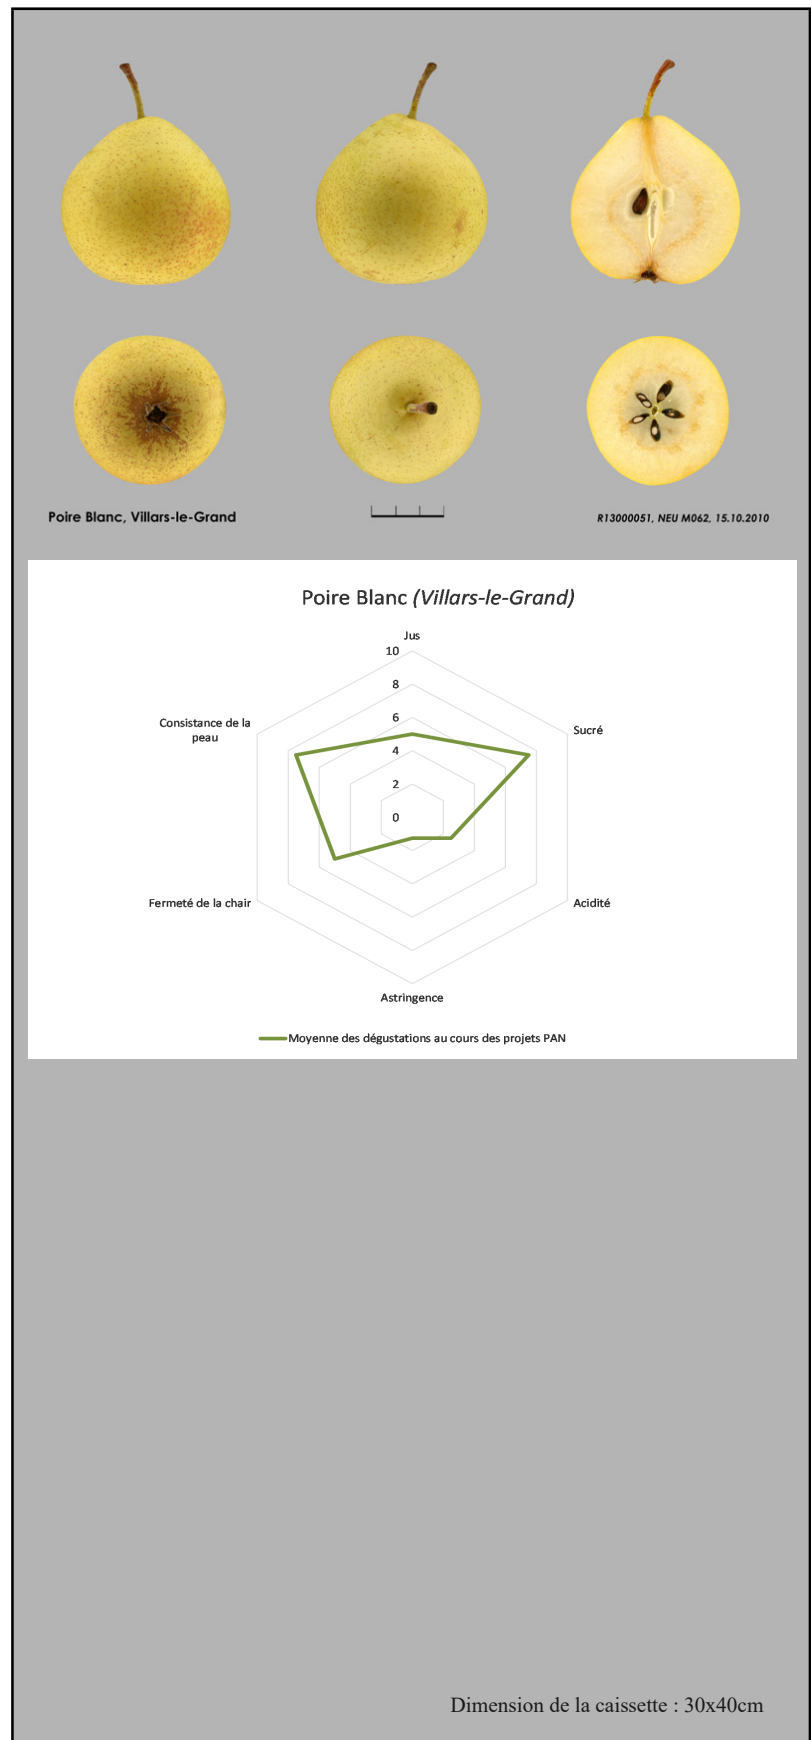 Poire Blanc, Villars-le-Grand
R13000051, NEU M062, 15.10.2010
Poire Blanc (Villars-le-Grand)
Jus
10
8
6
4
2
0
Consistance de la
peau
Sucré
Fermeté de la chair
Acidité
Astringence
Moyenne des dégustations au cours des projets PAN
Dimension de la caissette : 30x40cm